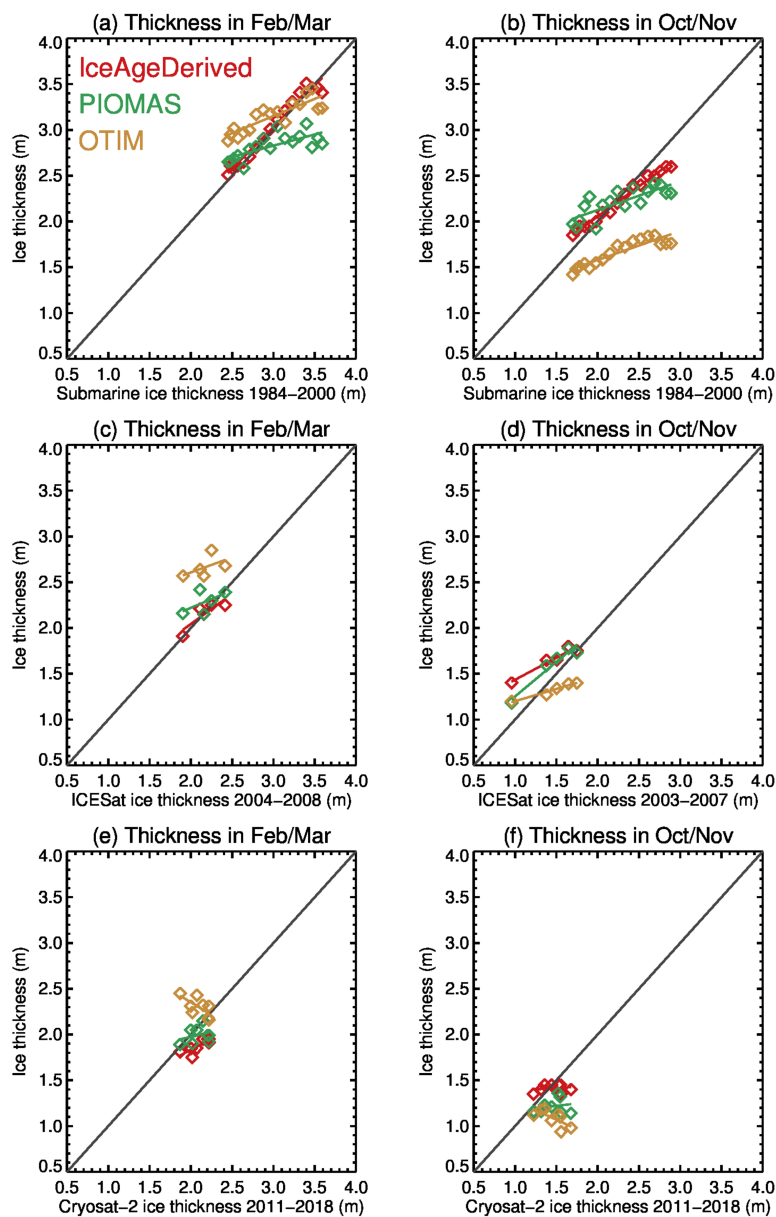 (a) Thickness in Feb/Mar
4.0
3.5
3.0
2.5
2.0
1.5
1.0
0.5
Ice thickness (m)
IceAgeDerived
PIOMAS
OTIM
0.5 1.0 1.5 2.0 2.5 3.0 3.5 4.0
Submarine ice thickness 1984-2000 (m)
(b) Thickness in Oct/Nov
4.0
3.5
3.0
2.5
2.0
1.5
1.0
0.5
Ice thickness (m)
0.5 1.0 1.5 2.0 2.5 3.0 3.5 4.0
Submarine ice thickness 1984-2000 (m)
(c) Thickness in Feb/Mar
4.0
3.5
3.0
2.5
2.0
1.5
1.0
0.5
Ice thickness (m)
0.5 1.0 1.5 2.0 2.5 3.0 3.5 4.0
ICESat ice thickness 2004-2008 (m)
(d) Thickness in Oct/Nov
4.0
3.5
3.0
2.5
2.0
1.5
1.0
0.5
Ice thickness (m)
0.5 1.0 1.5 2.0 2.5 3.0 3.5 4.0
ICESat ice thickness 2003-2007 (m)
(e) Thickness in Feb/Mar
4.0
3.5
3.0
2.5
2.0
1.5
1.0
0.5
Ice thickness (m)
0.5 1.0 1.5 2.0 2.5 3.0 3.5 4.0
Cryosat-2 ice thickness 2011-2018 (m)
(f) Thickness in Oct/Nov
4.0
3.5
3.0
2.5
2.0
1.5
1.0
0.5
Ice thickness (m)
0.5 1.0 1.5 2.0 2.5 3.0 3.5 4.0
Cryosat-2 ice thickness 2011-2018 (m)